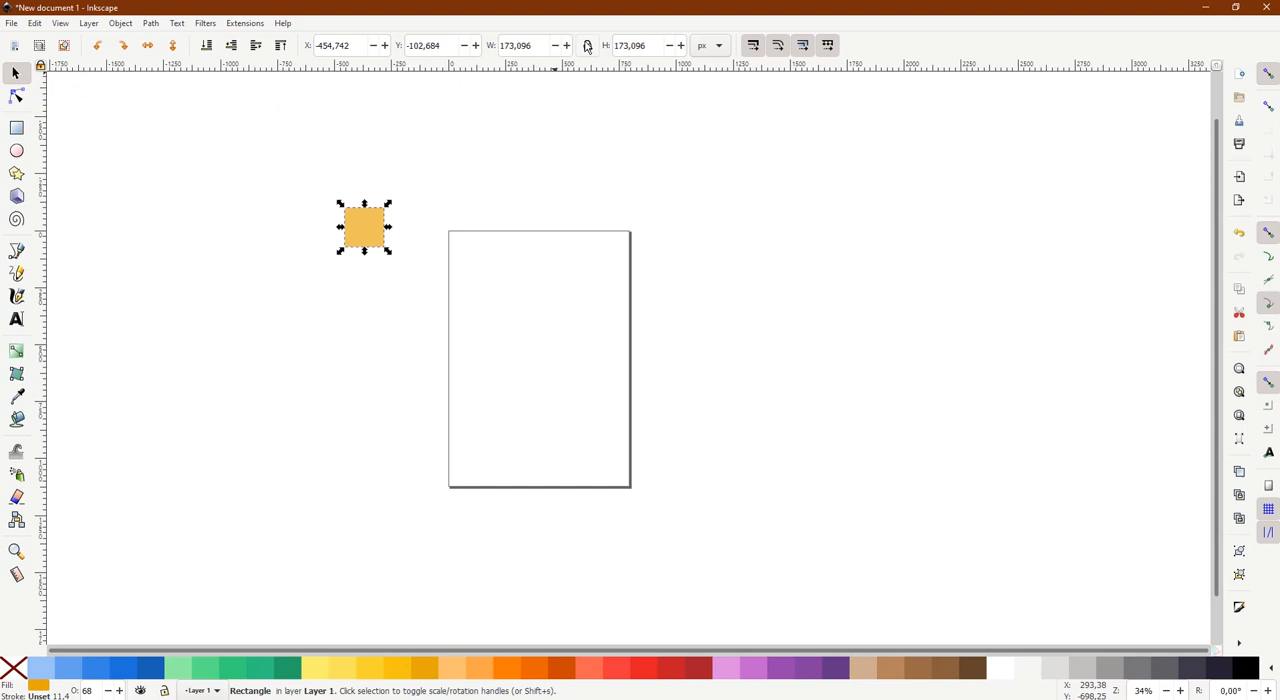 *New document 1 - Inkscape
File Edit View Layer Object Path Text Filters Extensions Help
X: -454,742 Y: -102,684 W: 173,096 H: 173,096 px
-1750 -1250 -1000 -750 -500 -250 0 250 500 750 1000 1250 1500 1750 2000 2250 2500 2750 3000 3250
Fill: O: 68 Layer 1 Rectangle in layer Layer 1. Click selection to toggle scale/rotation handles (or Shift+s). X: 293,38 Z: 34% R: 0,00°
Stroke: Unset 11,4 Y: -698,25